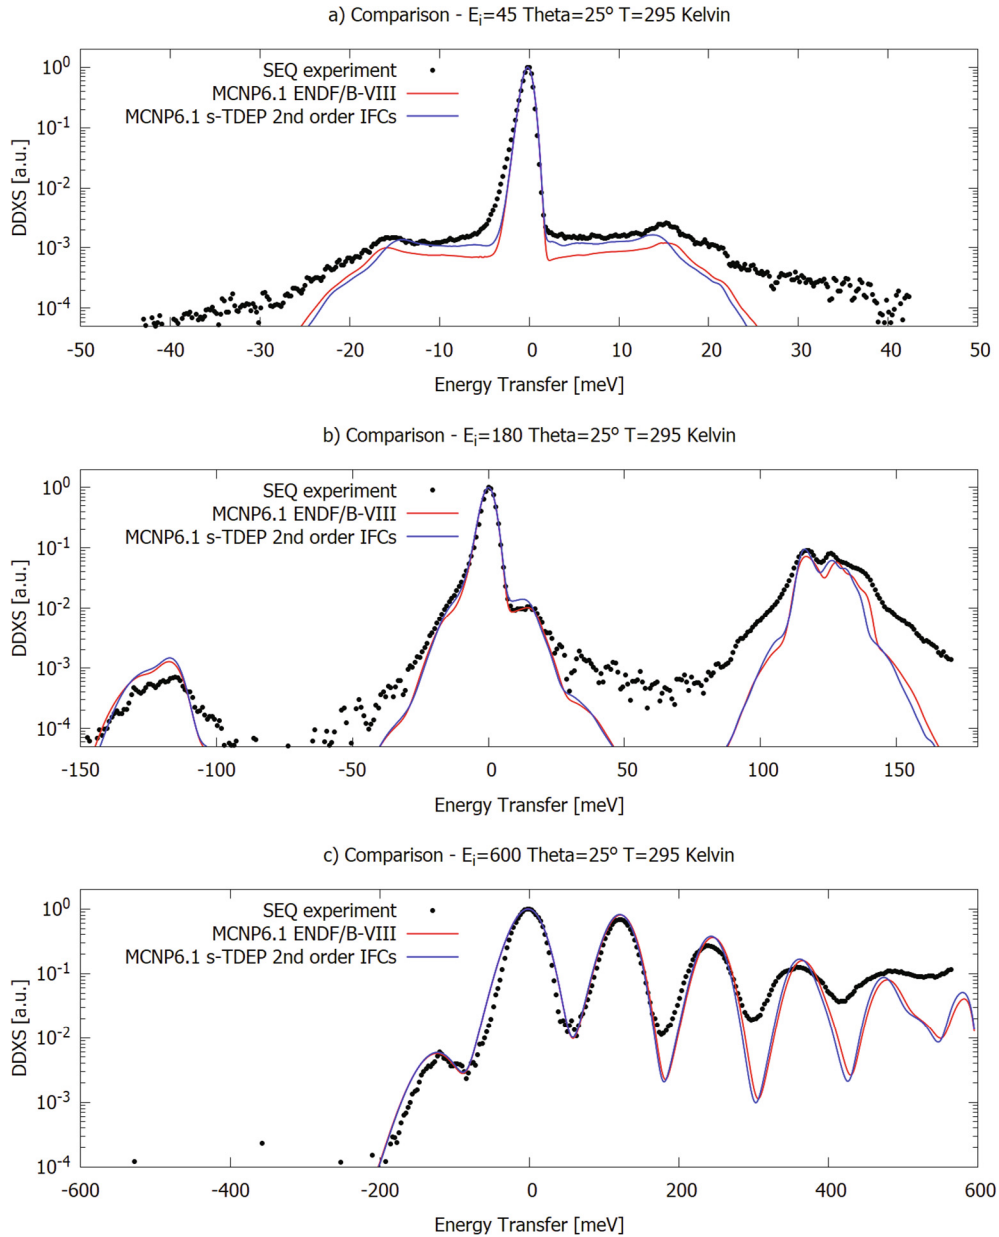 a) Comparison - Ei=45 Theta=25º T=295 Kelvin
SEQ experiment
MCNP6.1 ENDF/B-VIII
MCNP6.1 s-TDEP 2nd order IFCs
DDXS [a.u.]
10^0
10^-1
10^-2
10^-3
10^-4
-50 -40 -30 -20 -10 0 10 20 30 40 50
Energy Transfer [meV]
b) Comparison - Ei=180 Theta=25º T=295 Kelvin
SEQ experiment
MCNP6.1 ENDF/B-VIII
MCNP6.1 s-TDEP 2nd order IFCs
DDXS [a.u.]
10^0
10^-1
10^-2
10^-3
10^-4
-150 -100 -50 0 50 100 150
Energy Transfer [meV]
c) Comparison - Ei=600 Theta=25º T=295 Kelvin
SEQ experiment
MCNP6.1 ENDF/B-VIII
MCNP6.1 s-TDEP 2nd order IFCs
DDXS [a.u.]
10^0
10^-1
10^-2
10^-3
10^-4
-600 -400 -200 0 200 400 600
Energy Transfer [meV]